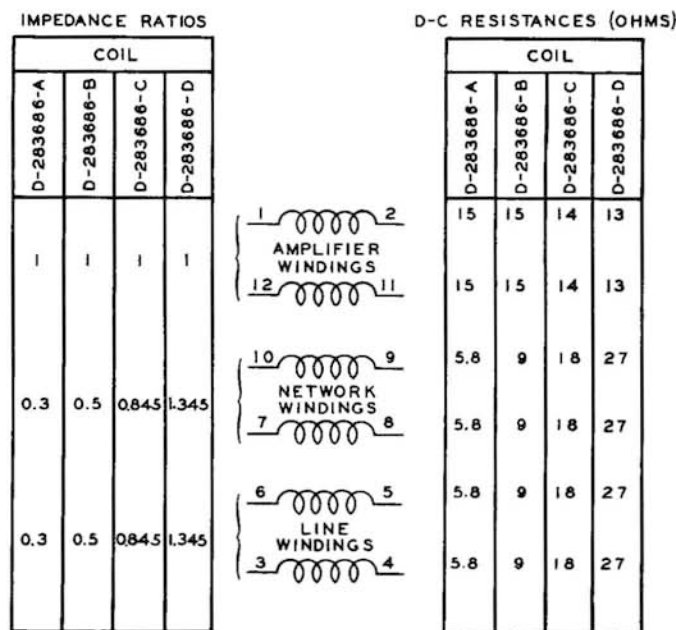 IMPEDANCE RATIOS
COIL
D-283686-A D-283686-B D-283686-C D-283686-D
1 1 1 1
0.3 0.5 0.845 1.345
0.3 0.5 0.845 1.345
1 2
AMPLIFIER
WINDINGS
12 11
10 9
NETWORK
WINDINGS
7 8
6 5
LINE
WINDINGS
3 4
D-C RESISTANCES (OHMS)
COIL
D-283686-A D-283686-B D-283686-C D-283686-D
15 15 14 13
15 15 14 13
5.8 9 18 27
5.8 9 18 27
5.8 9 18 27
5.8 9 18 27